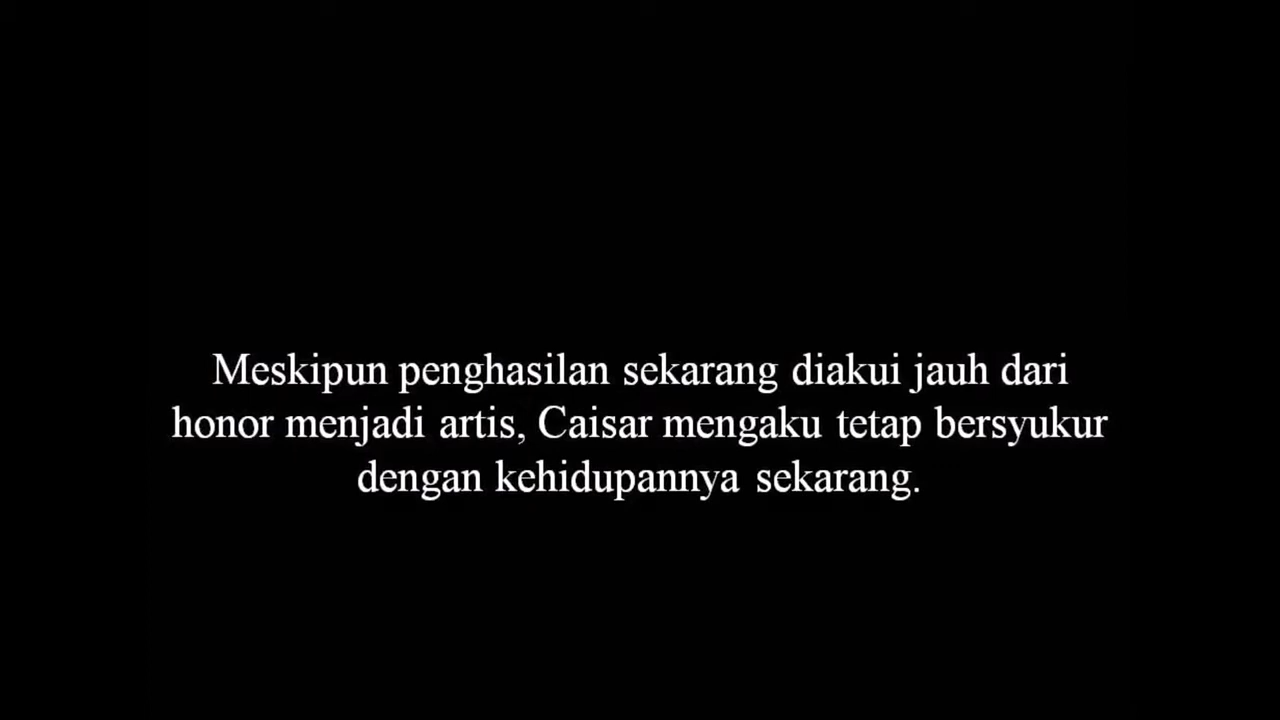 Meskipun penghasilan sekarang diakui jauh dari
honor menjadi artis, Caisar mengaku tetap bersyukur
dengan kehidupannya sekarang.